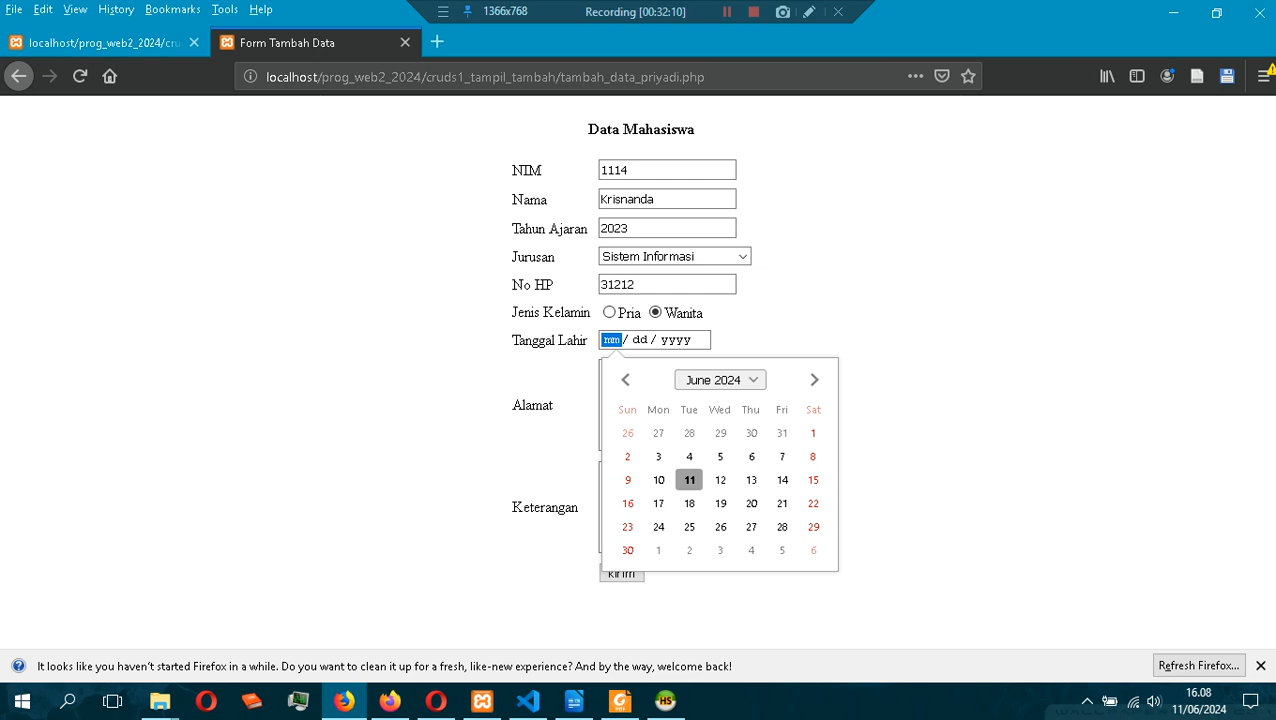 File Edit View History Bookmarks Tools Help
1366x768 Recording [00:32:10]
localhost/prog_web2_2024/cru
Form Tambah Data
localhost/prog_web2_2024/cruds1_tampil_tambah/tambah_data_priyadi.php
Data Mahasiswa
NIM 1114
Nama Krisnanda
Tahun Ajaran 2023
Jurusan Sistem Informasi
No HP 31212
Jenis Kelamin Pria Wanita
Tanggal Lahir mm / dd / yyyy
June 2024
Sun Mon Tue Wed Thu Fri Sat
26 27 28 29 30 31 1
2 3 4 5 6 7 8
9 10 11 12 13 14 15
16 17 18 19 20 21 22
23 24 25 26 27 28 29
30 1 2 3 4 5 6
Alamat
Keterangan
kirim
It looks like you haven't started Firefox in a while. Do you want to clean it up for a fresh, like-new experience? And by the way, welcome back!
Refresh Firefox...
HS
16.08
11/06/2024